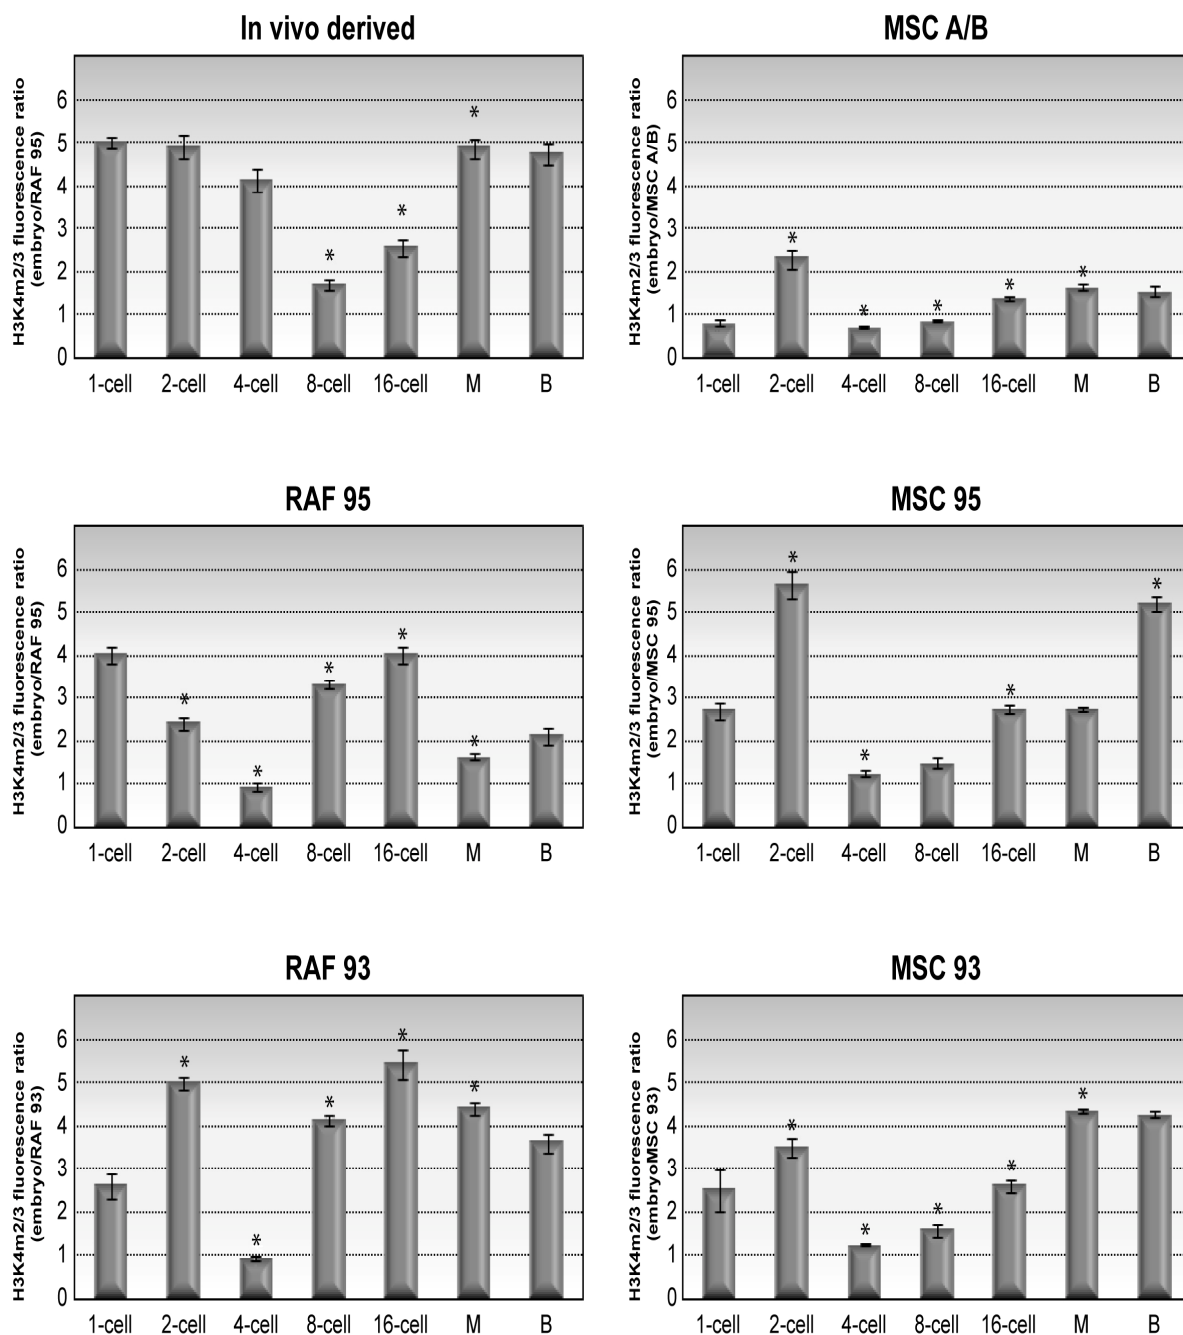 In vivo derived
H3K4m2/3 fluorescence ratio
(embryo/RAF 95)
6
5
4
3
2
1
0
*
*
*
1-cell 2-cell 4-cell 8-cell 16-cell M B
MSC A/B
H3K4m2/3 fluorescence ratio
(embryo/MSC A/B)
6
5
4
3
2
1
0
*
*
*
*
*
1-cell 2-cell 4-cell 8-cell 16-cell M B
RAF 95
H3K4m2/3 fluorescence ratio
(embryo/RAF 95)
6
5
4
3
2
1
0
*
*
*
*
*
1-cell 2-cell 4-cell 8-cell 16-cell M B
MSC 95
H3K4m2/3 fluorescence ratio
(embryo/MSC 95)
6
5
4
3
2
1
0
*
*
*
*
1-cell 2-cell 4-cell 8-cell 16-cell M B
RAF 93
H3K4m2/3 fluorescence ratio
(embryo/RAF 93)
6
5
4
3
2
1
0
*
*
*
*
*
1-cell 2-cell 4-cell 8-cell 16-cell M B
MSC 93
H3K4m2/3 fluorescence ratio
(embryoMSC 93)
6
5
4
3
2
1
0
*
*
*
*
*
1-cell 2-cell 4-cell 8-cell 16-cell M B